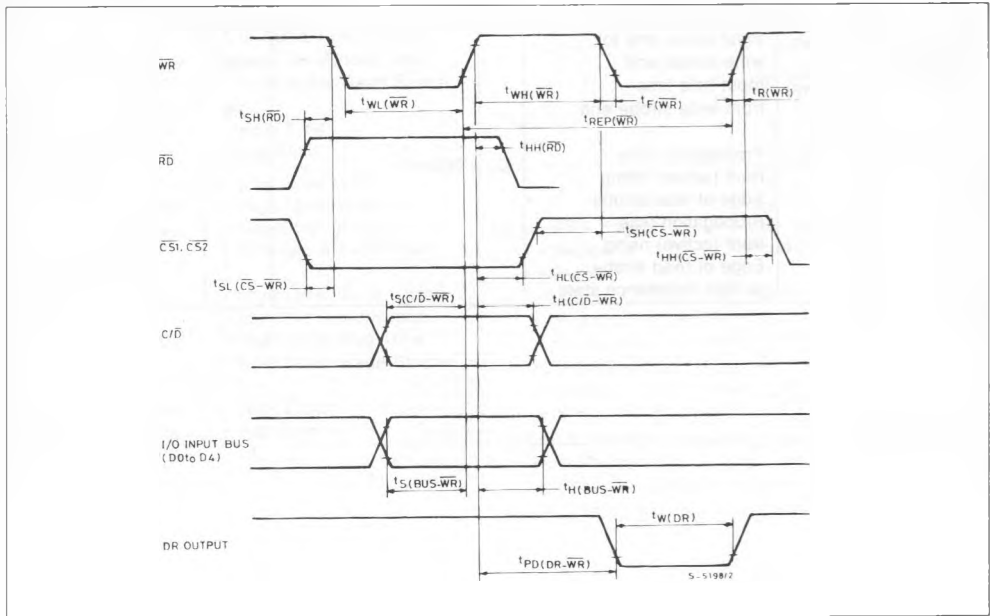 WR
tWL(WR)
tWH(WR)
tF(WR)
tR(WR)
tSH(RD)
tREP(WR)
RD
tHH(RD)
CS1, CS2
tSH(CS-WR)
tHH(CS-WR)
tSL(CS-WR)
tHL(CS-WR)
tS(C/D-WR)
tH(C/D-WR)
C/D
I/O INPUT BUS
(D0 to D4)
tS(BUS-WR)
tH(BUS-WR)
tW(DR)
DR OUTPUT
tPD(DR-WR)
S-5198/2